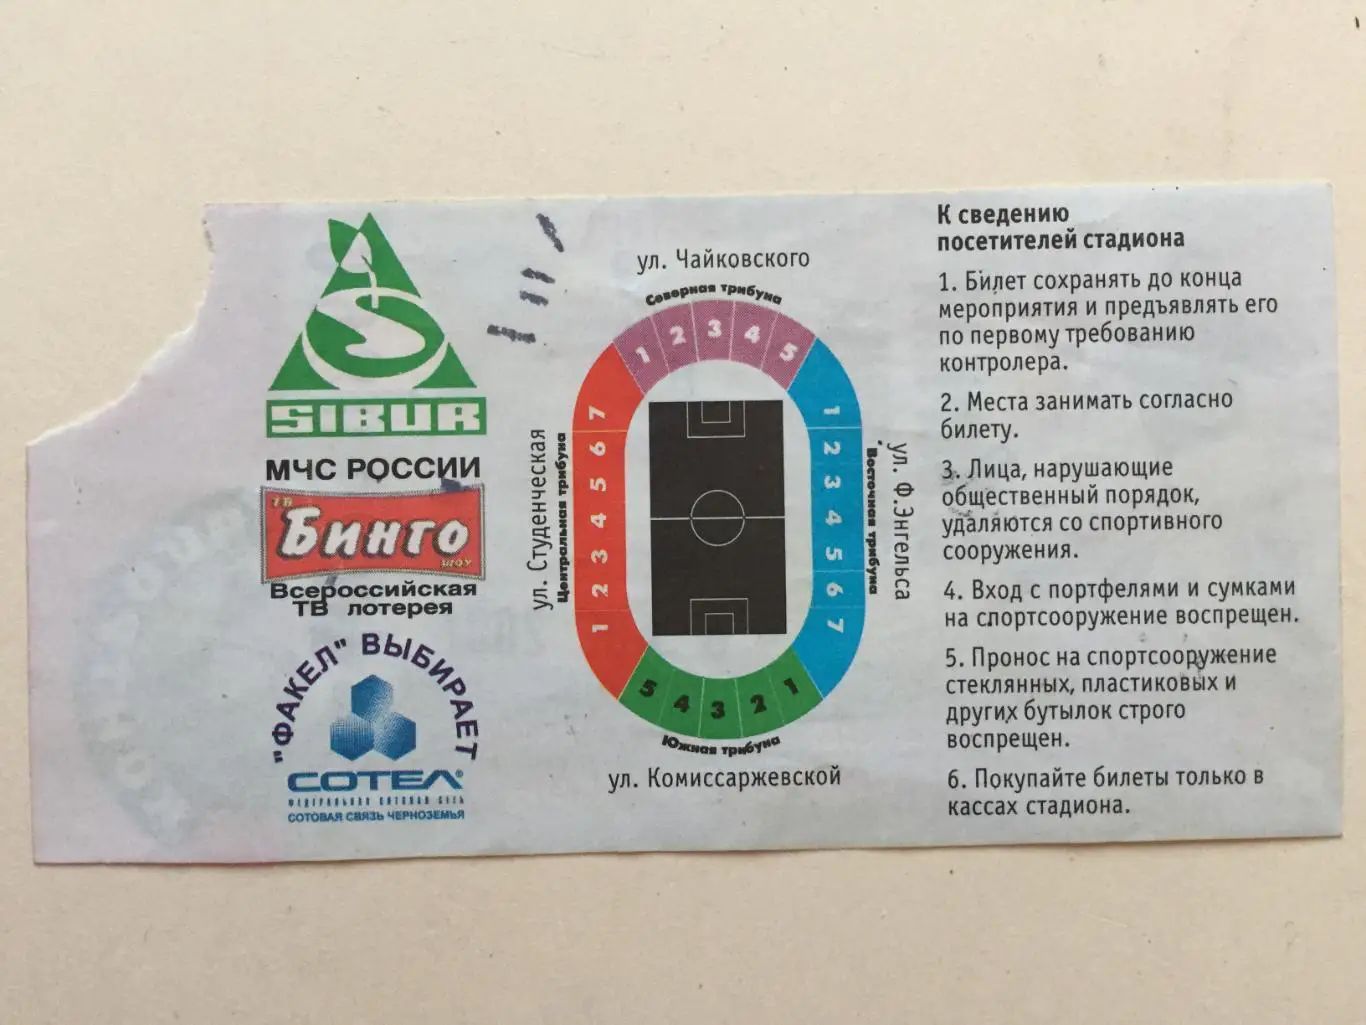 SIBUR
МЧС РОССИИ
ТВ
Бинго
ШОУ
Всероссийская
ТВ лотерея
"ФАКЕЛ" ВЫБИРАЕТ
СОТЕЛ®
ФЕДЕРАЛЬНАЯ СОТОВАЯ СЕТЬ
СОТОВАЯ СВЯЗЬ ЧЕРНОЗЕМЬЯ
ул. Чайковского
Северная трибуна
1 2 3 4 5
ул. Студенческая
Центральная трибуна
7
6
5
4
3
2
1
1
2
3
4
5
6
7
Восточная трибуна
ул. Ф.Энгельса
5 4 3 2 1
Южная трибуна
ул. Комиссаржевской
К сведению
посетителей стадиона
1. Билет сохранять до конца
мероприятия и предъявлять его
по первому требованию
контролера.
2. Места занимать согласно
билету.
3. Лица, нарушающие
общественный порядок,
удаляются со спортивного
сооружения.
4. Вход с портфелями и сумками
на спортсооружение воспрещен.
5. Пронос на спортсооружение
стеклянных, пластиковых и
других бутылок строго
воспрещен.
6. Покупайте билеты только в
кассах стадиона.